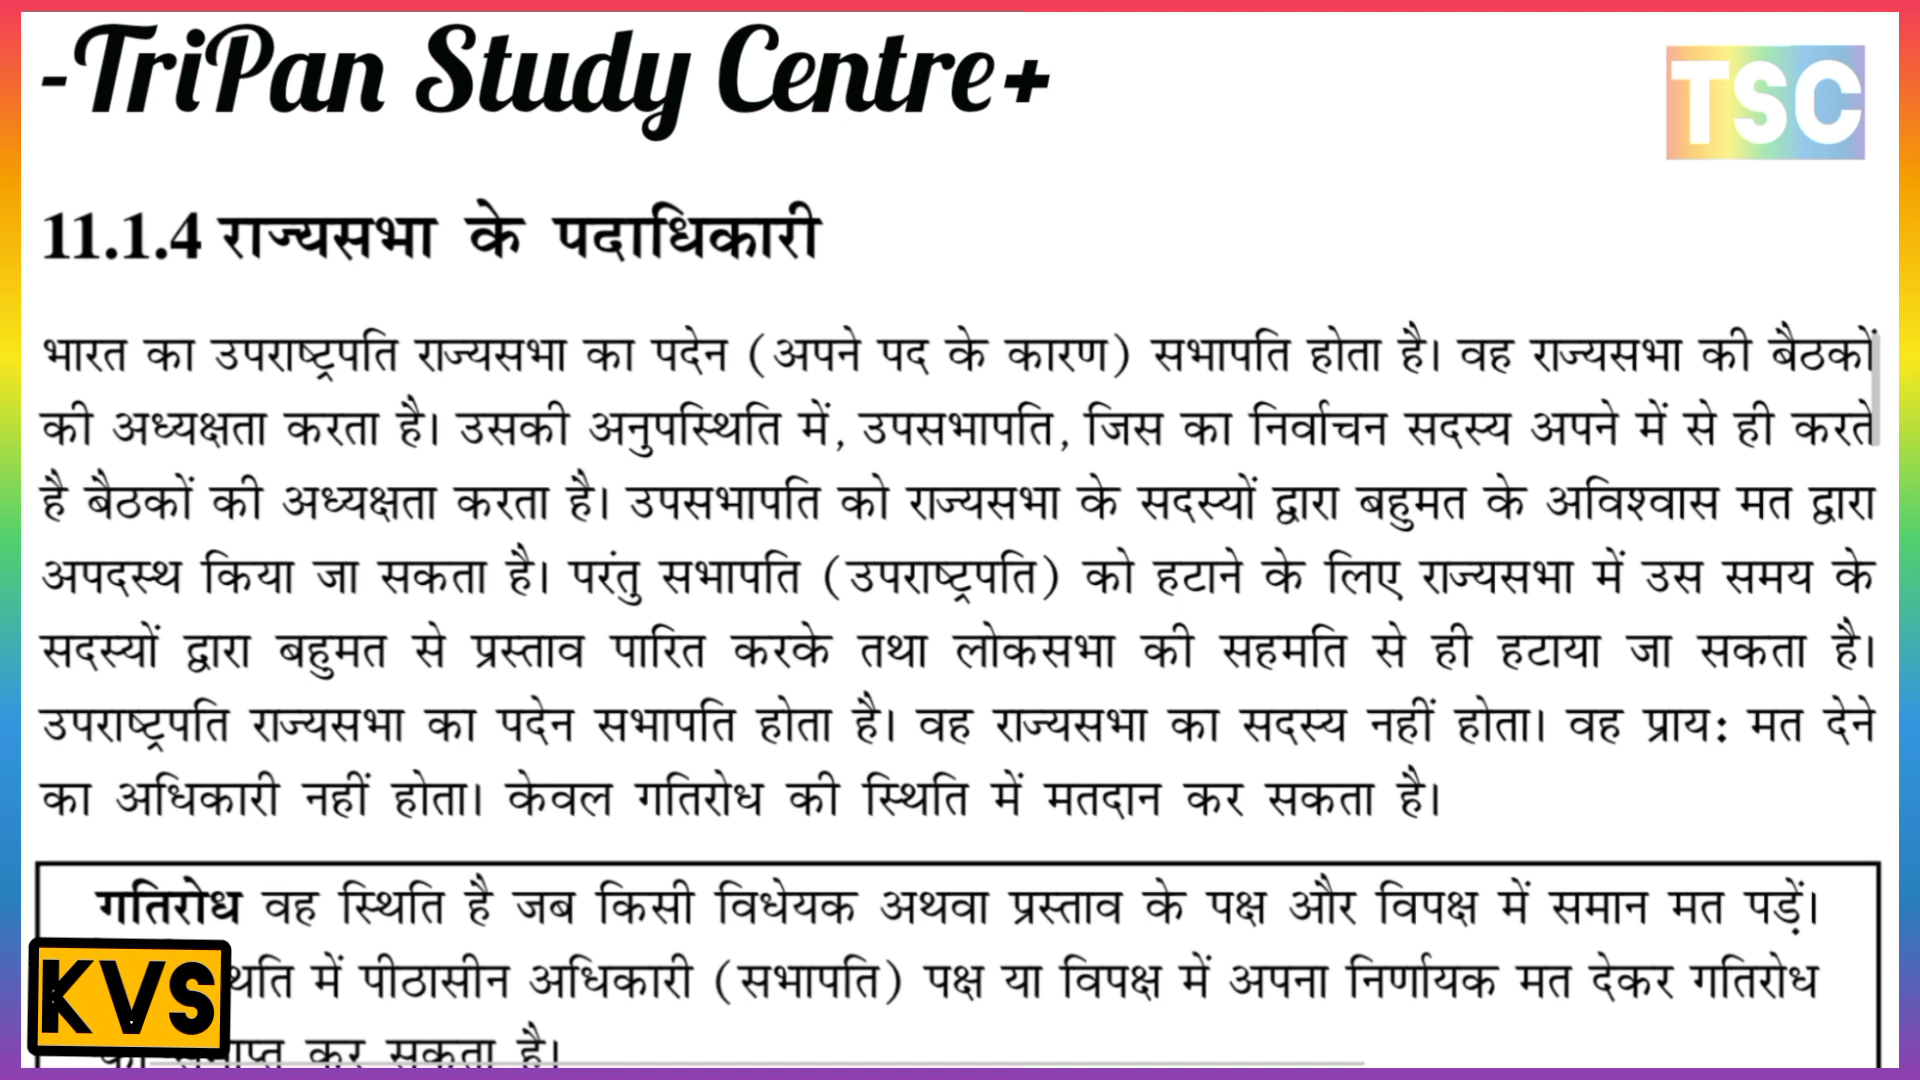 -TriPan Study Centre+
TSC
11.1.4 राज्यसभा के पदाधिकारी
भारत का उपराष्ट्रपति राज्यसभा का पदेन (अपने पद के कारण) सभापति होता है। वह राज्यसभा की बैठकों
की अध्यक्षता करता है। उसकी अनुपस्थिति में, उपसभापति, जिस का निर्वाचन सदस्य अपने में से ही करते
है बैठकों की अध्यक्षता करता है। उपसभापति को राज्यसभा के सदस्यों द्वारा बहुमत के अविश्वास मत द्वारा
अपदस्थ किया जा सकता है। परंतु सभापति (उपराष्ट्रपति) को हटाने के लिए राज्यसभा में उस समय के
सदस्यों द्वारा बहुमत से प्रस्ताव पारित करके तथा लोकसभा की सहमति से ही हटाया जा सकता है।
उपराष्ट्रपति राज्यसभा का पदेन सभापति होता है। वह राज्यसभा का सदस्य नहीं होता। वह प्राय: मत देने
का अधिकारी नहीं होता। केवल गतिरोध की स्थिति में मतदान कर सकता है।
गतिरोध वह स्थिति है जब किसी विधेयक अथवा प्रस्ताव के पक्ष और विपक्ष में समान मत पड़ें।
में पीठासीन अधिकारी (सभापति) पक्ष या विपक्ष में अपना निर्णायक मत देकर गतिरोध
कर सकता है।
KVS